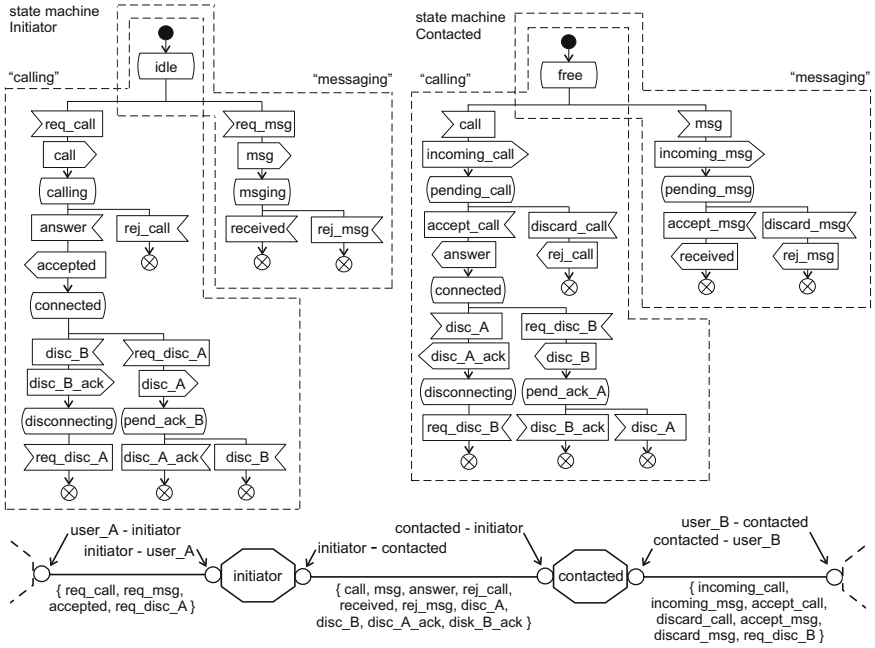 state machine
Initiator
idle
"calling"
"messaging"
req_call
req_msg
call
msg
calling
msging
answer
rej_call
received
rej_msg
accepted
connected
disc_B
req_disc_A
disc_B_ack
disc_A
disconnecting
pend_ack_B
req_disc_A
disc_A_ack
disc_B
state machine
Contacted
free
"calling"
"messaging"
call
msg
incoming_call
incoming_msg
pending_call
pending_msg
accept_call
discard_call
accept_msg
discard_msg
answer
rej_call
received
rej_msg
connected
disc_A
req_disc_B
disc_A_ack
disc_B
disconnecting
pend_ack_A
req_disc_B
disc_B_ack
disc_A
user_A - initiator
initiator - user_A
initiator
{ req_call, req_msg,
accepted, req_disc_A }
contacted - initiator
initiator - contacted
{ call, msg, answer, rej_call,
received, rej_msg, disc_A,
disc_B, disc_A_ack, disk_B_ack }
contacted
user_B - contacted
contacted - user_B
{ incoming_call,
incoming_msg, accept_call,
discard_call, accept_msg,
discard_msg, req_disc_B }